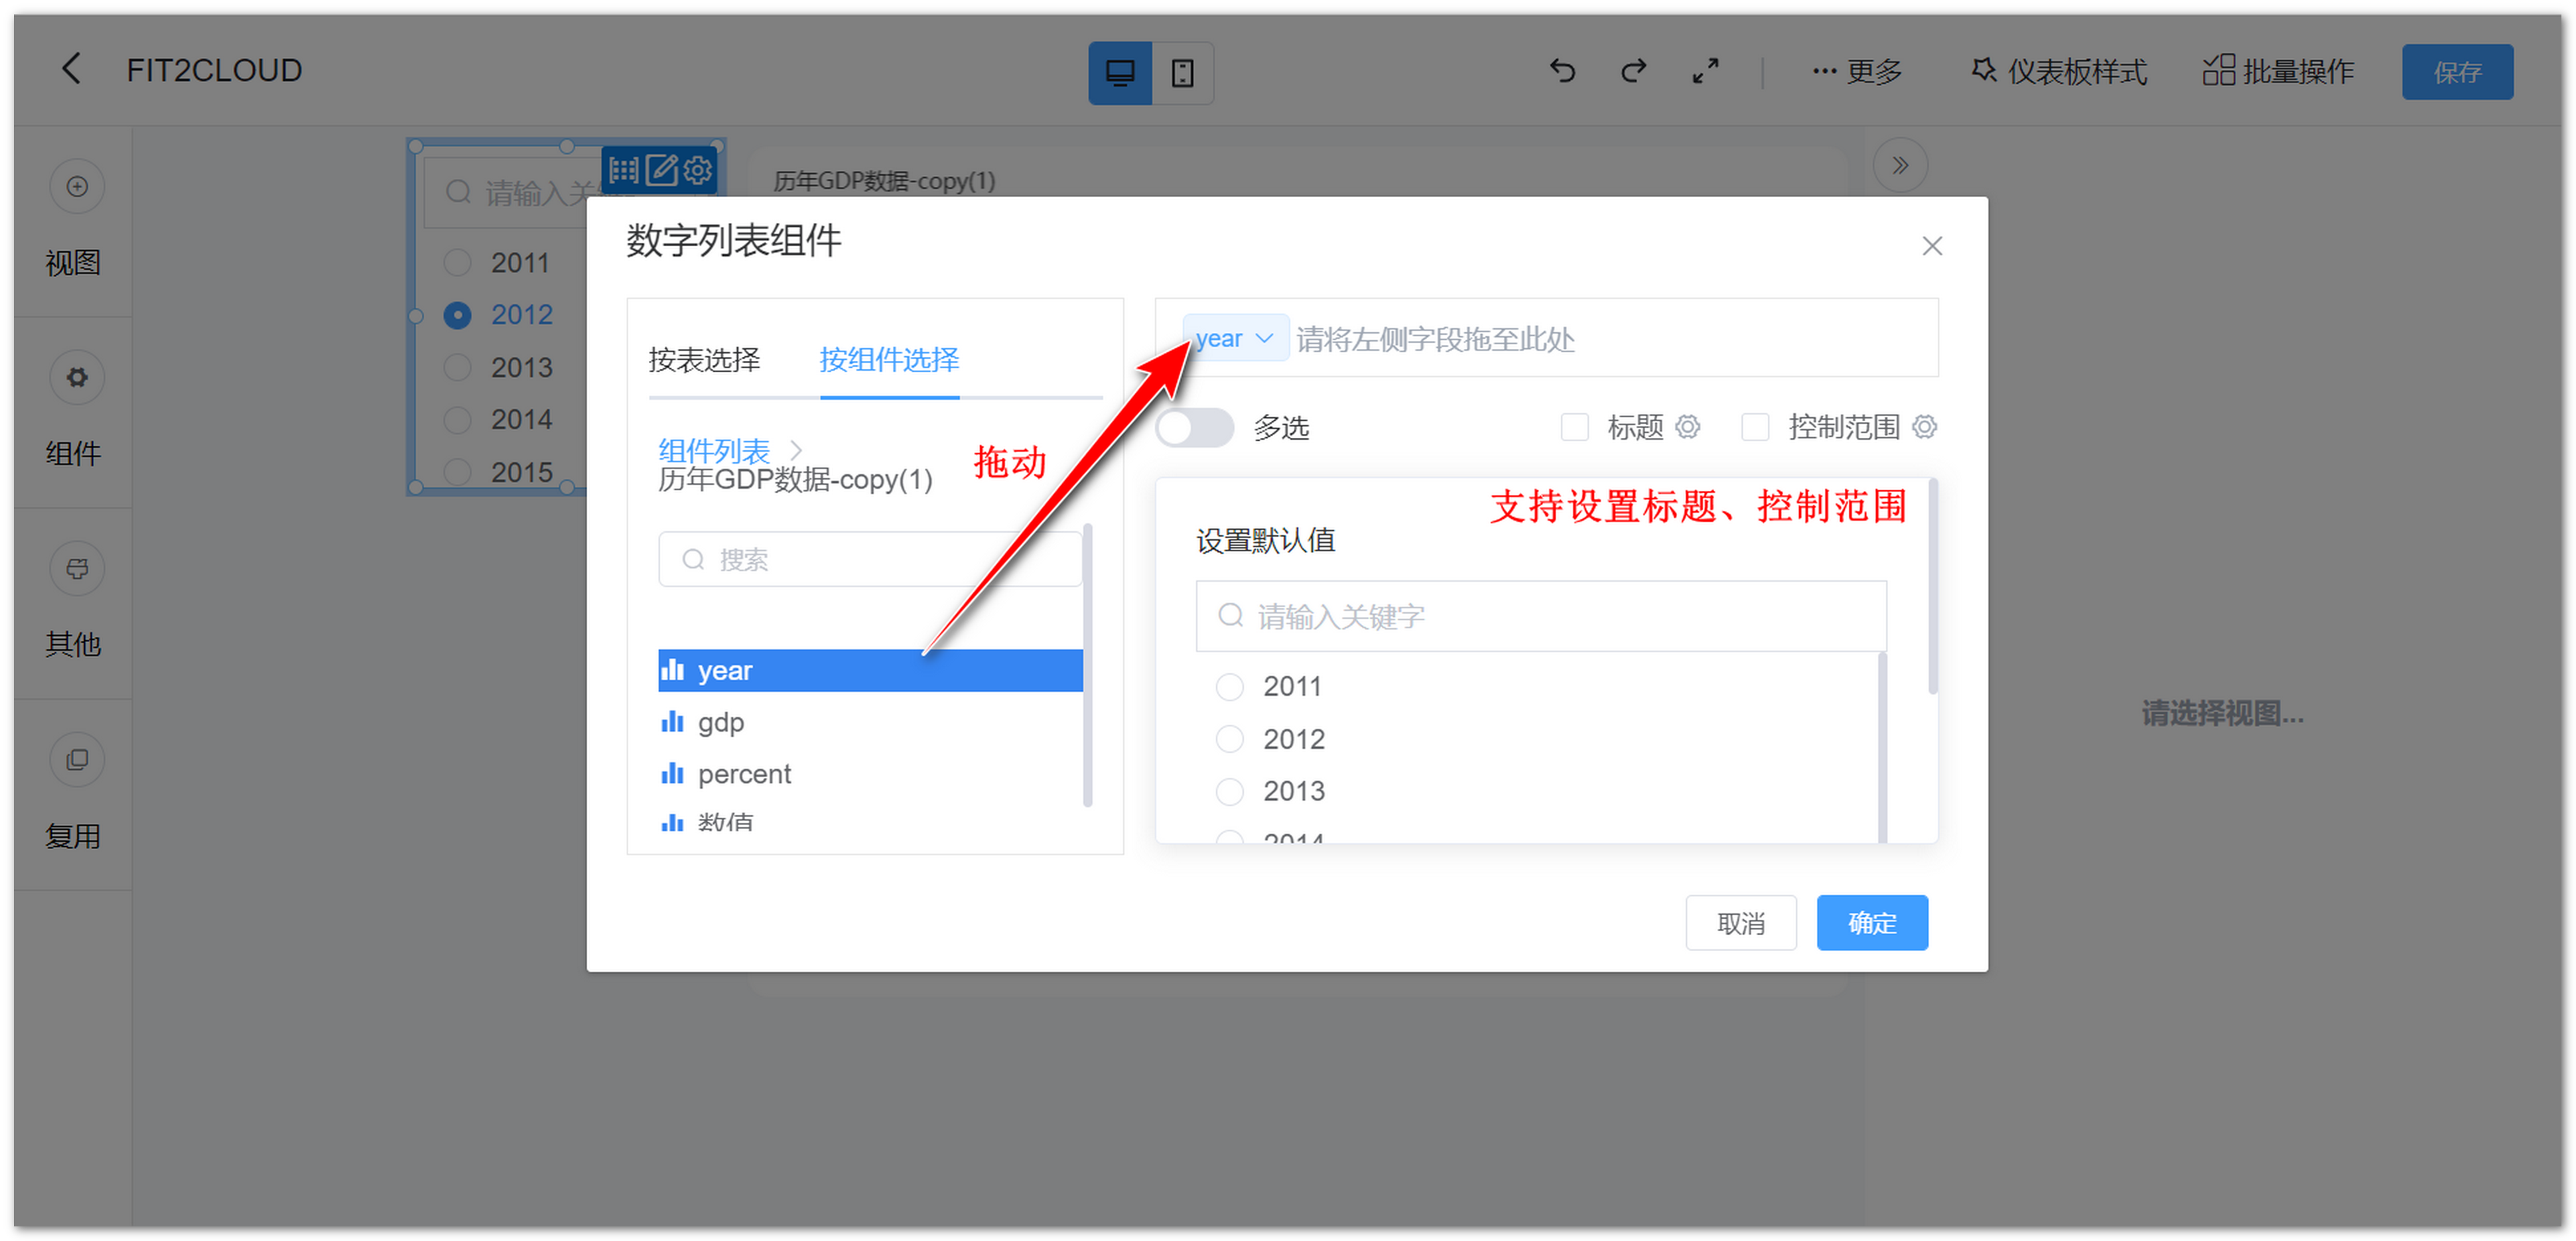 FIT2CLOUD
更多
仪表板样式
批量操作
保存
视图
组件
其他
复用
请输入关
2011
2012
2013
2014
2015
历年GDP数据-copy(1)
数字列表组件
按表选择
按组件选择
组件列表
历年GDP数据-copy(1)
拖动
搜索
year
gdp
percent
数值
year 请将左侧字段拖至此处
多选
标题
控制范围
支持设置标题、控制范围
设置默认值
请输入关键字
2011
2012
2013
2014
取消
确定
请选择视图...